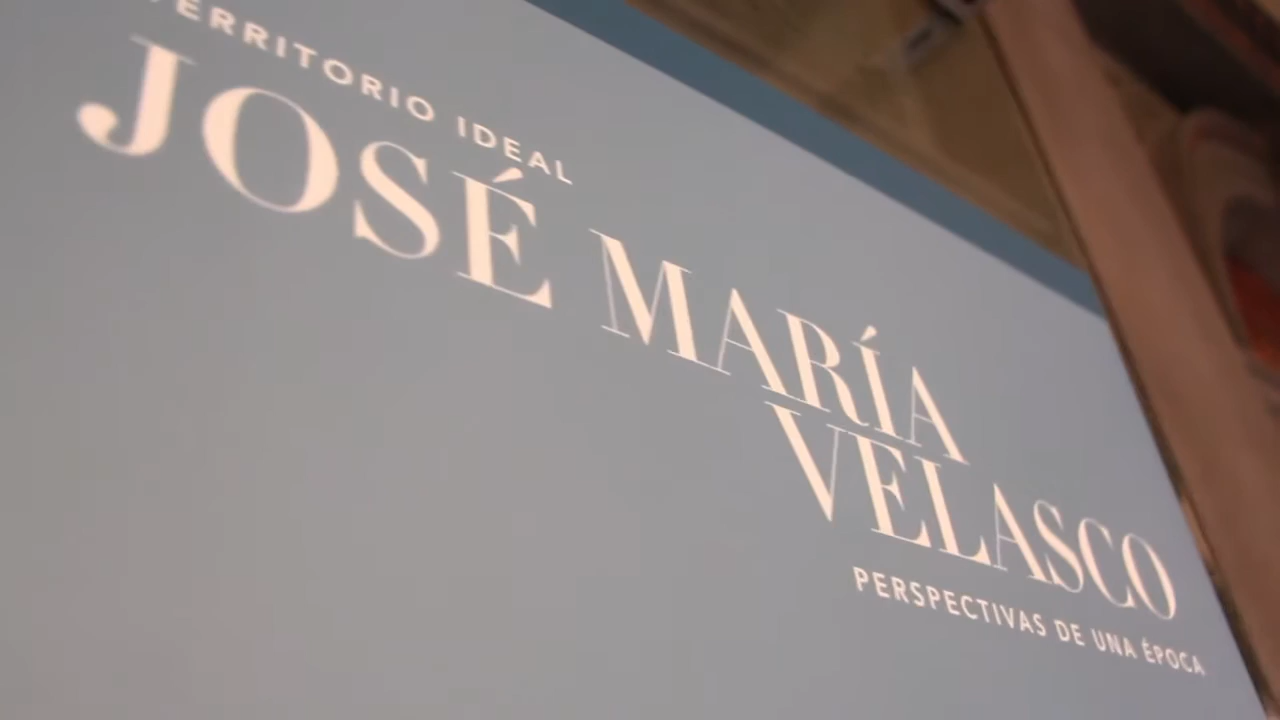 TERRITORIO IDEAL
JOSÉ MARÍA
VELASCO
PERSPECTIVAS DE UNA ÉPOCA